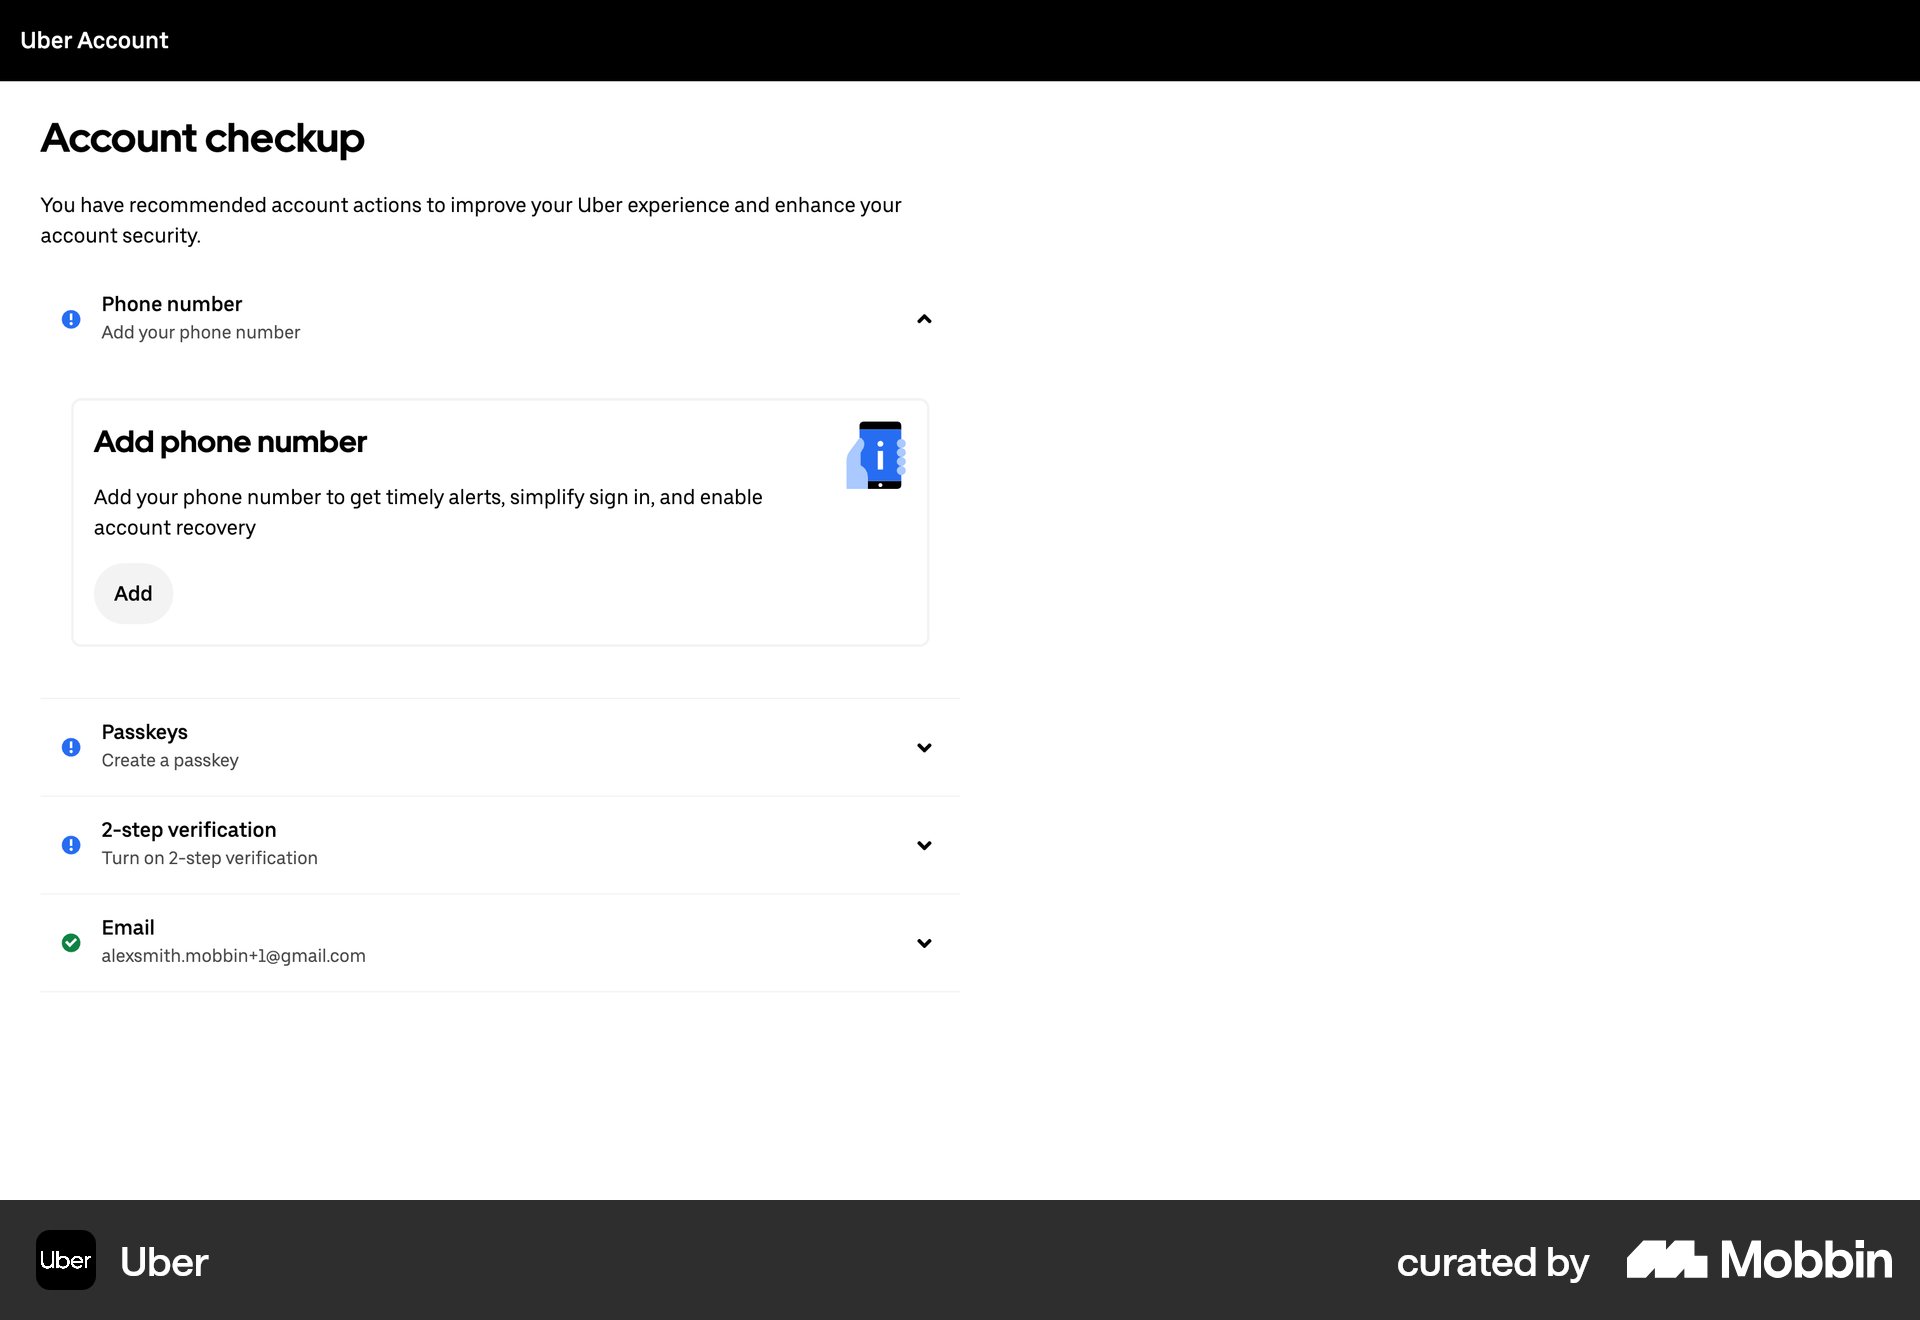 Uber Account
Account checkup
You have recommended account actions to improve your Uber experience and enhance your
account security.
Phone number
Add your phone number
Add phone number
Add your phone number to get timely alerts, simplify sign in, and enable
account recovery
Add
Passkeys
Create a passkey
2-step verification
Turn on 2-step verification
Email
alexsmith.mobbin+1@gmail.com
Uber
Uber
curated by
Mobbin